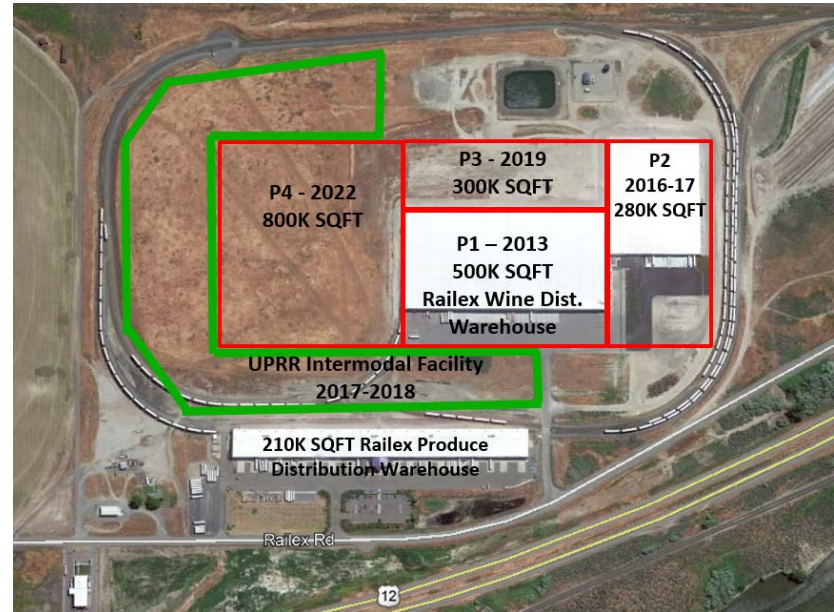 P4 - 2022
800K SQFT
P3 - 2019
300K SQFT
P2
2016-17
280K SQFT
P1 – 2013
500K SQFT
Railex Wine Dist.
Warehouse
UPRR Intermodal Facility
2017-2018
210K SQFT Railex Produce
Distribution Warehouse
Railex Rd
12